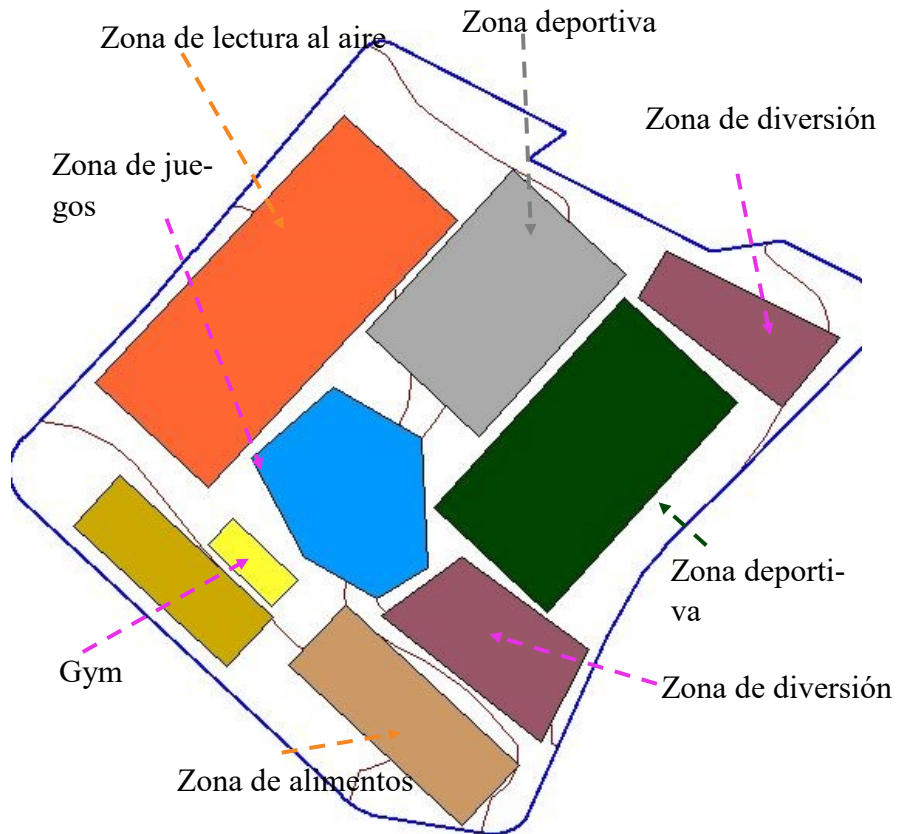 Zona de lectura al aire
Zona deportiva
Zona de diversión
Zona de jue-
gos
Zona deporti-
va
Gym
Zona de diversión
Zona de alimentos